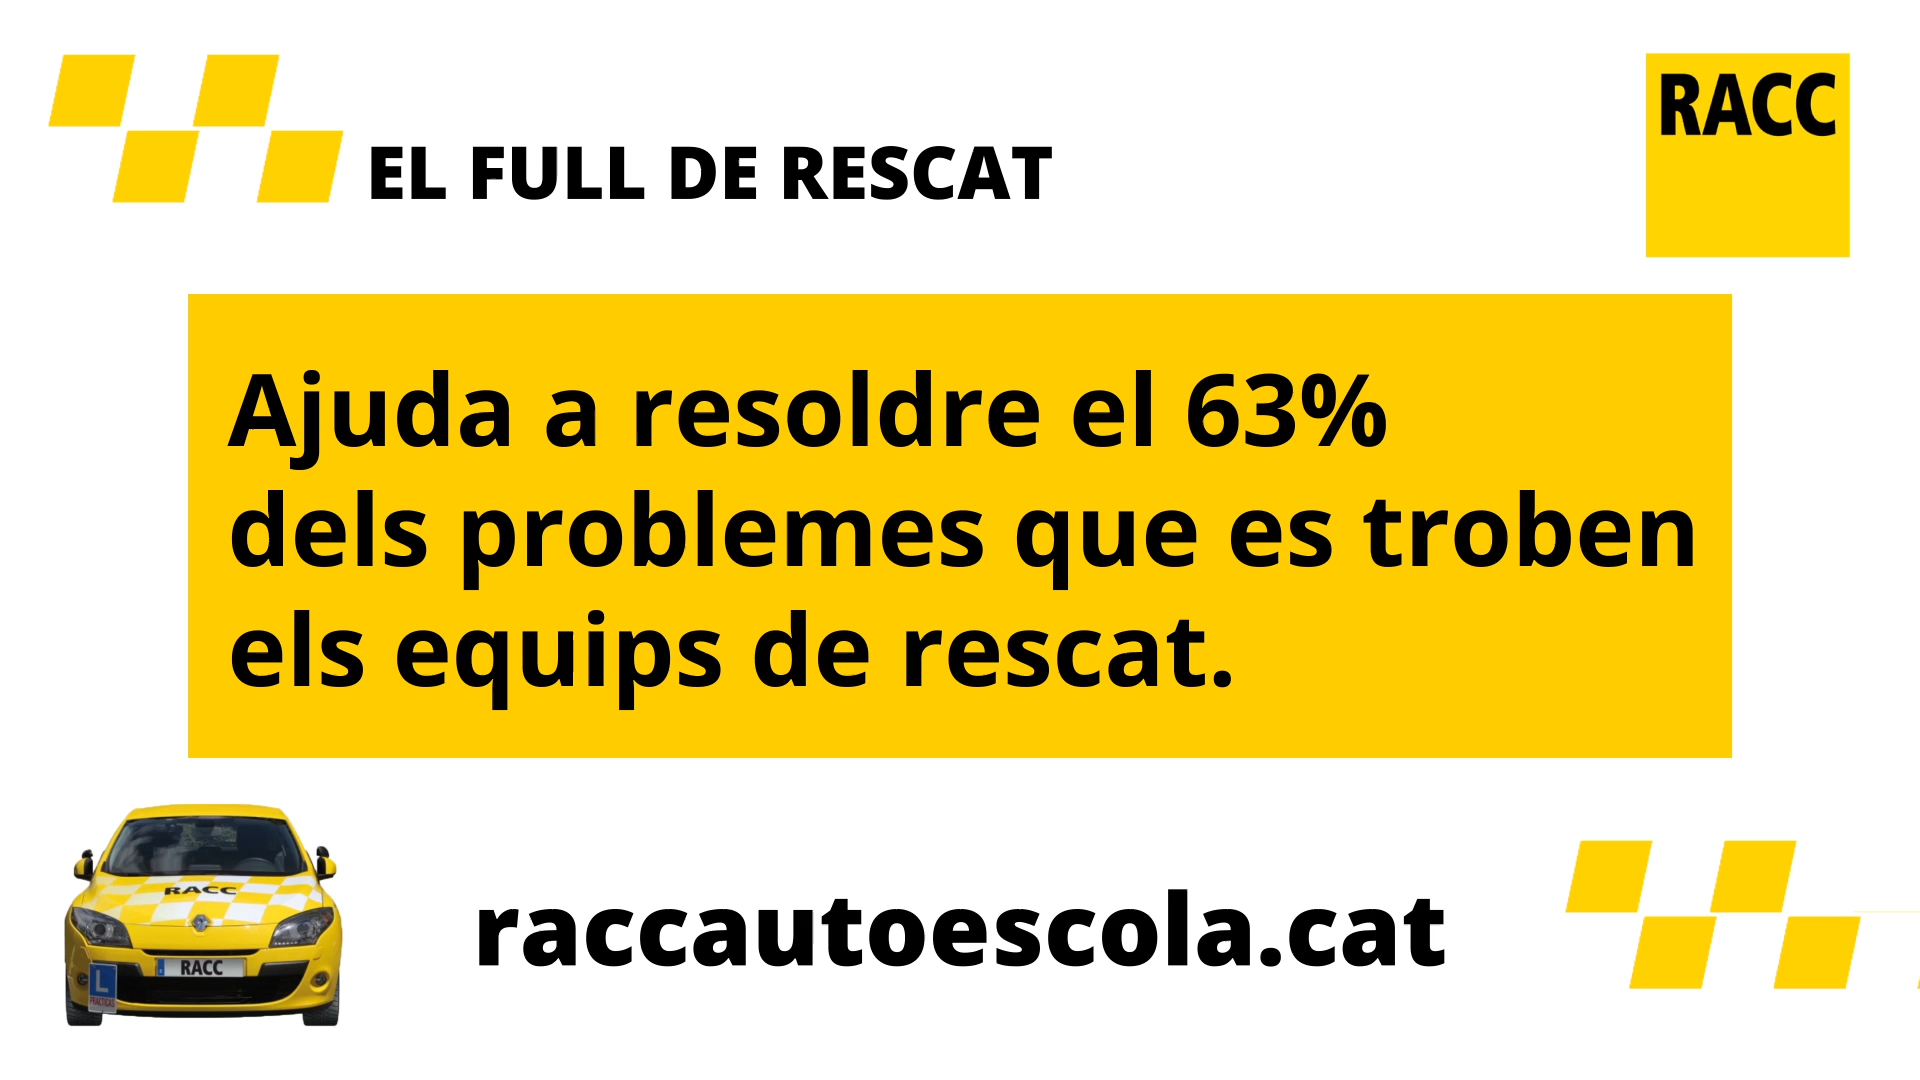 EL FULL DE RESCAT
RACC
Ajuda a resoldre el 63%
dels problemes que es troben
els equips de rescat.
RACC
RACC
L
PRACTICAS
raccautoescola.cat